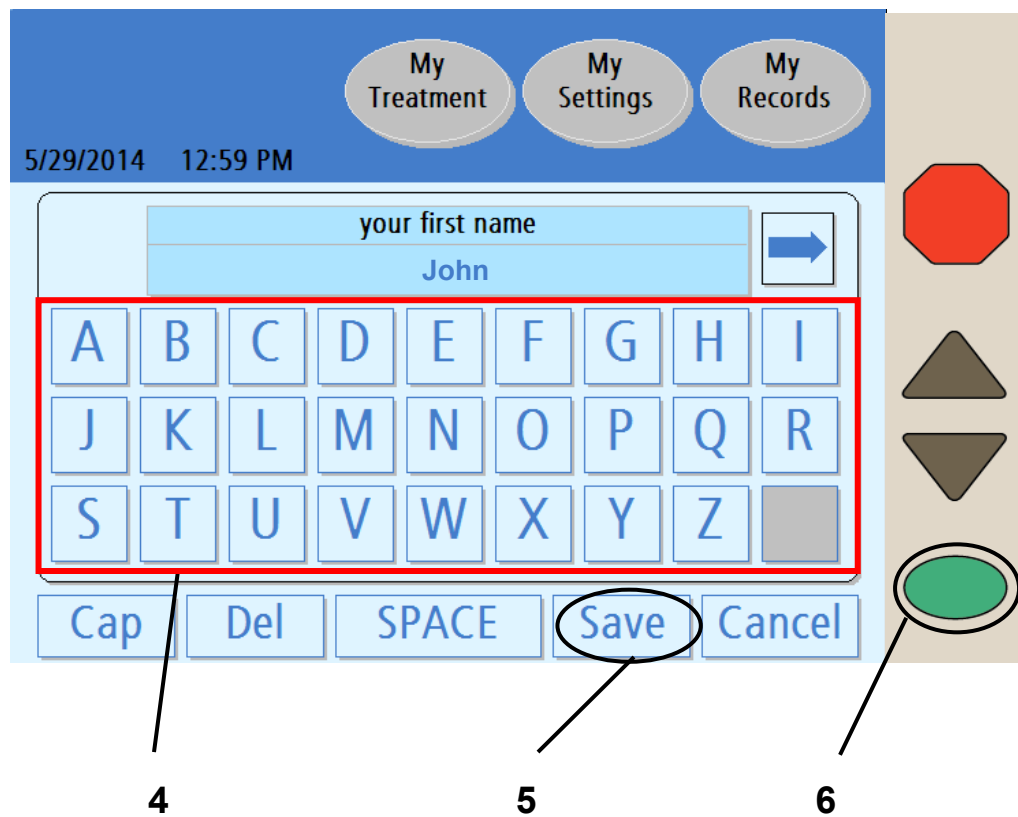 My
Treatment
My
Settings
My
Records
5/29/2014 12:59 PM
your first name
John
A B C D E F G H I
J K L M N O P Q R
S T U V W X Y Z
Cap Del SPACE Save Cancel
4 5 6